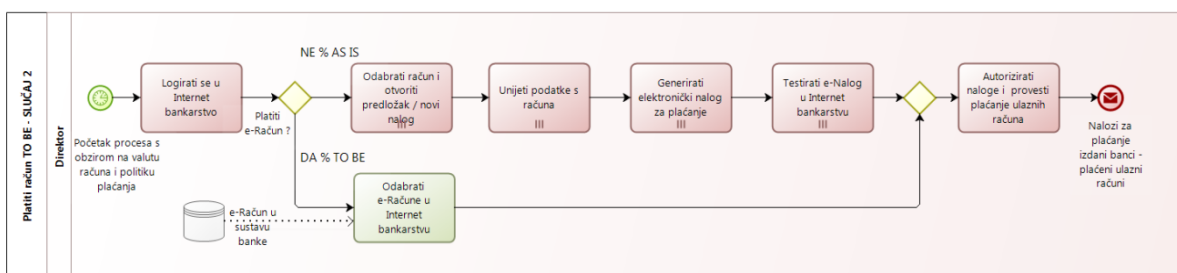 Platiti račun TO BE - SLUČAJ 2
Direktor
Početak procesa s
obzirom na valutu
računa i politiku
plaćanja
Logirati se u
Internet
bankarstvo
Platiti
e-Račun ?
NE % AS IS
Odabrati račun i
otvoriti
predložak / novi
nalog
Unijeti podatke s
računa
Generirati
elektronički nalog
za plaćanje
Testirati e-Nalog
u Internet
bankarstvu
Autorizirati
naloge i provesti
plaćanje ulaznih
računa
Nalozi za
plaćanje
izdani banci -
plaćeni ulazni
računi
DA % TO BE
Odabrati
e-Račune u
Internet
bankarstvu
e-Račun u
sustavu
banke